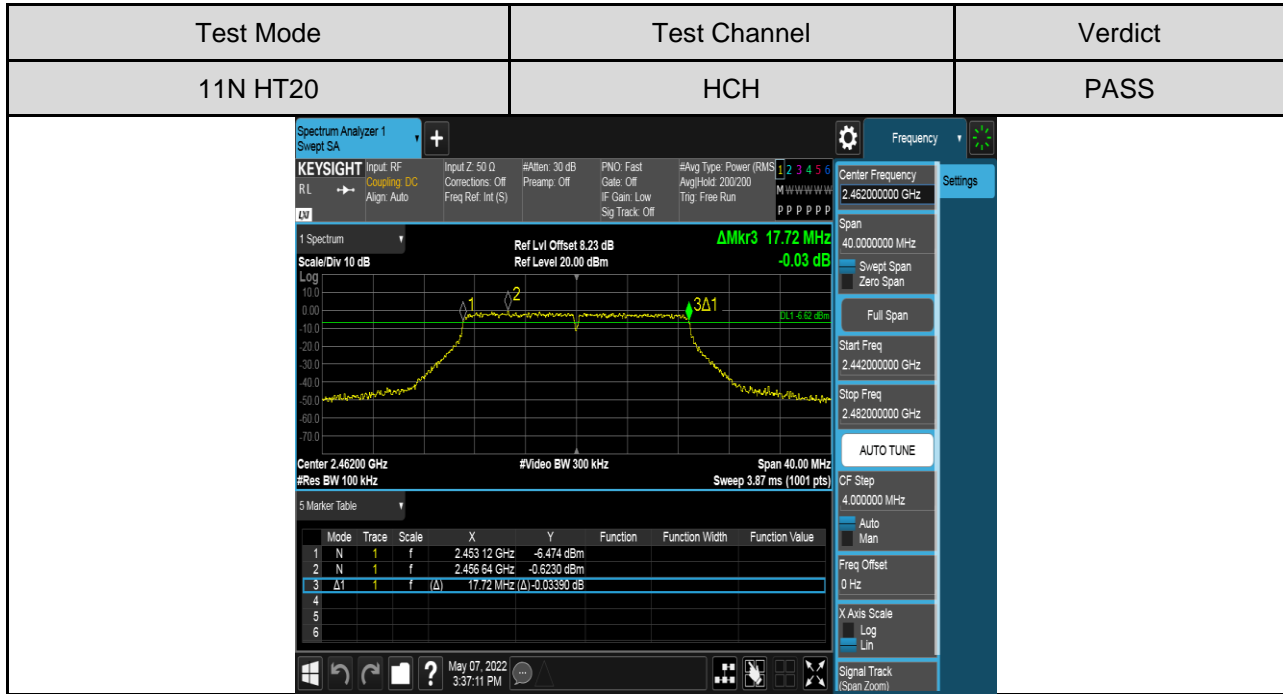 Test Mode Test Channel Verdict
11N HT20 HCH PASS
Spectrum Analyzer 1
Swept SA
+
Frequency
KEYSIGHT Input: RF Input Z: 50 Ω #Atten: 30 dB PNO: Fast #Avg Type: Power (RMS 1 2 3 4 5 6
RL Coupling: DC Corrections: Off Preamp: Off Gate: Off Avg|Hold: 200/200 M W W W W W
Align: Auto Freq Ref: Int (S) IF Gain: Low Trig: Free Run
LXI Sig Track: Off P P P P P P
1 Spectrum Ref Lvl Offset 8.23 dB ΔMkr3 17.72 MHz
Scale/Div 10 dB Ref Level 20.00 dBm -0.03 dB
Log
10.0
0.00
-10.0
-20.0
-30.0
-40.0
-50.0
-60.0
-70.0
1
2
3Δ1
DL1 -6.62 dBm
Center 2.46200 GHz #Video BW 300 kHz Span 40.00 MHz
#Res BW 100 kHz Sweep 3.87 ms (1001 pts)
5 Marker Table
Mode Trace Scale X Y Function Function Width Function Value
1 N 1 f 2.453 12 GHz -6.474 dBm
2 N 1 f 2.456 64 GHz -0.6230 dBm
3 Δ1 1 f (Δ) 17.72 MHz (Δ) -0.03390 dB
4
5
6
? May 07, 2022
3:37:11 PM
Center Frequency
2.462000000 GHz
Settings
Span
40.0000000 MHz
Swept Span
Zero Span
Full Span
Start Freq
2.442000000 GHz
Stop Freq
2.482000000 GHz
AUTO TUNE
CF Step
4.000000 MHz
Auto
Man
Freq Offset
0 Hz
X Axis Scale
Log
Lin
Signal Track
(Span Zoom)